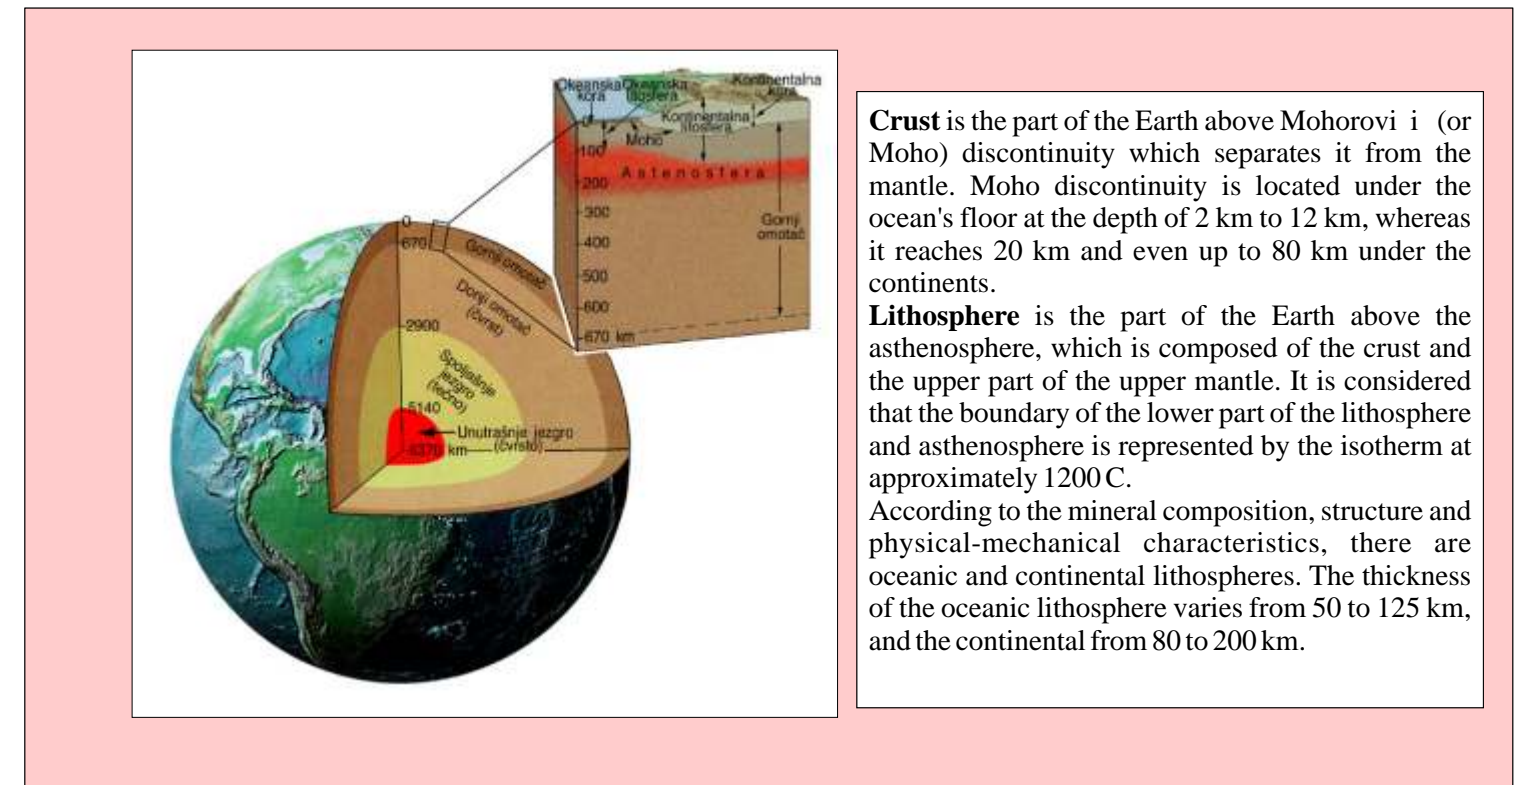 Okeanska
kora
Okeanska
litosfera
Kontinentalna
kora
Kontinentalna
litosfera
Moho
0
100
Astenosfera
200
300
400
500
600
670 km
Gornji
omotač
0
670
Gornji omotač
Donji omotač
(čvrst)
2900
Spoljašnje
jezgro
(tečno)
5140
Unutrašnje jezgro
(čvrsto)
6370 km
Crust is the part of the Earth above Mohorovi i (or
Moho) discontinuity which separates it from the
mantle. Moho discontinuity is located under the
ocean's floor at the depth of 2 km to 12 km, whereas
it reaches 20 km and even up to 80 km under the
continents.
Lithosphere is the part of the Earth above the
asthenosphere, which is composed of the crust and
the upper part of the upper mantle. It is considered
that the boundary of the lower part of the lithosphere
and asthenosphere is represented by the isotherm at
approximately 1200 C.
According to the mineral composition, structure and
physical-mechanical characteristics, there are
oceanic and continental lithospheres. The thickness
of the oceanic lithosphere varies from 50 to 125 km,
and the continental from 80 to 200 km.